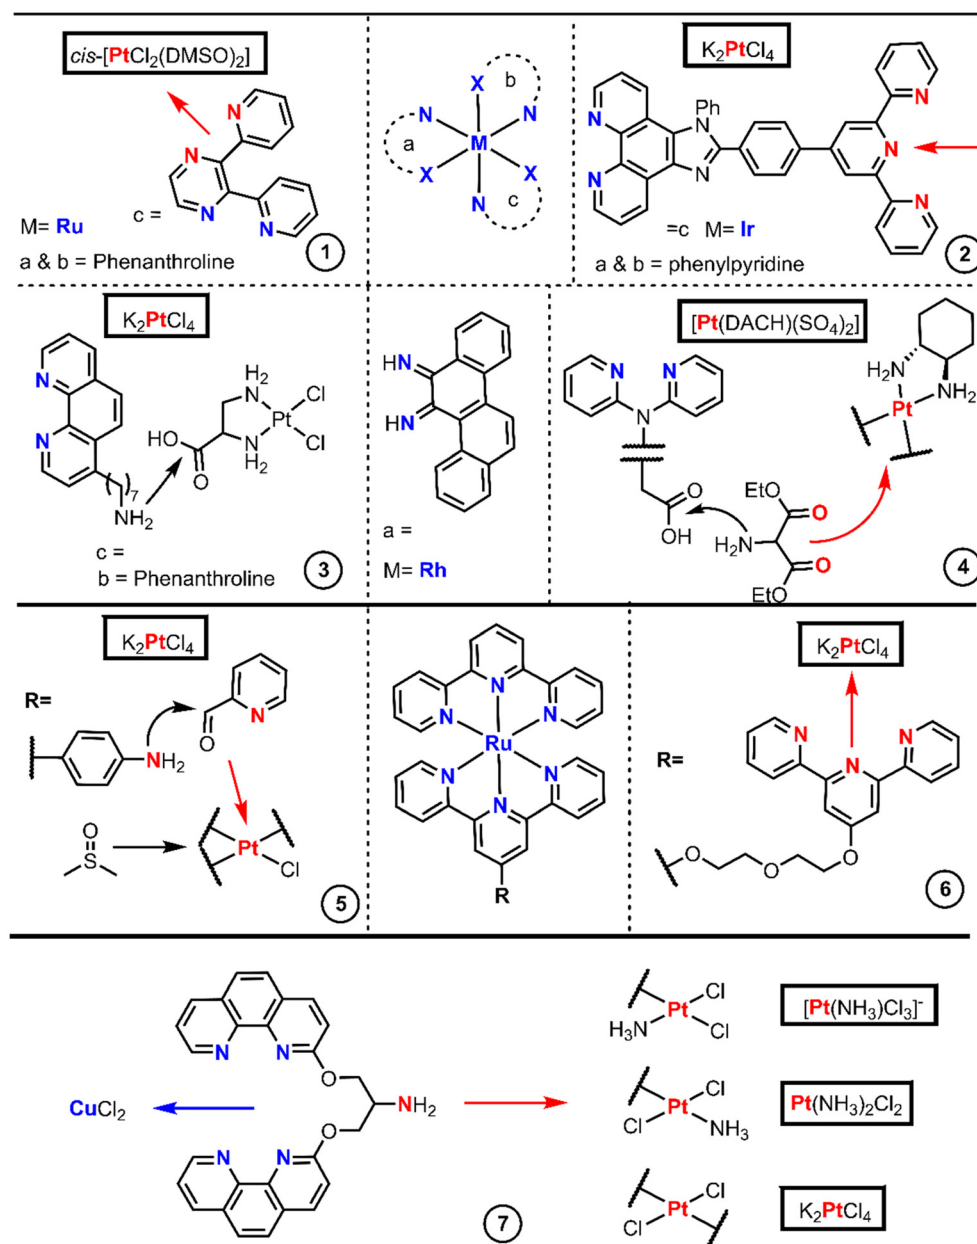 cis-[PtCl2(DMSO)2]
N
N
N
N
c =
M= Ru
a & b = Phenanthroline
1
X
b
N
N
M
a
X
X
N
c
K2PtCl4
Ph
N
N
N
N
N
N
N
=c M= Ir
a & b = phenylpyridine
2
K2PtCl4
N
N
7
NH2
NH2
HO
O
NH2
Pt
Cl
Cl
c =
b = Phenanthroline
3
HN
HN
a =
M= Rh
[Pt(DACH)(SO4)2]
N
N
N
O
OH
H2N
EtO
O
O
EtO
H2N
NH2
Pt
4
K2PtCl4
R=
NH2
N
O
O
S
Pt
Cl
5
N
N
N
Ru
N
N
N
R
K2PtCl4
N
N
N
R=
O
O
O
6
CuCl2
N
N
O
NH2
O
N
N
Cl
Pt
H3N
Cl
[Pt(NH3)Cl3]-
Cl
Pt
Cl
NH3
Pt(NH3)2Cl2
Cl
Pt
Cl
K2PtCl4
7